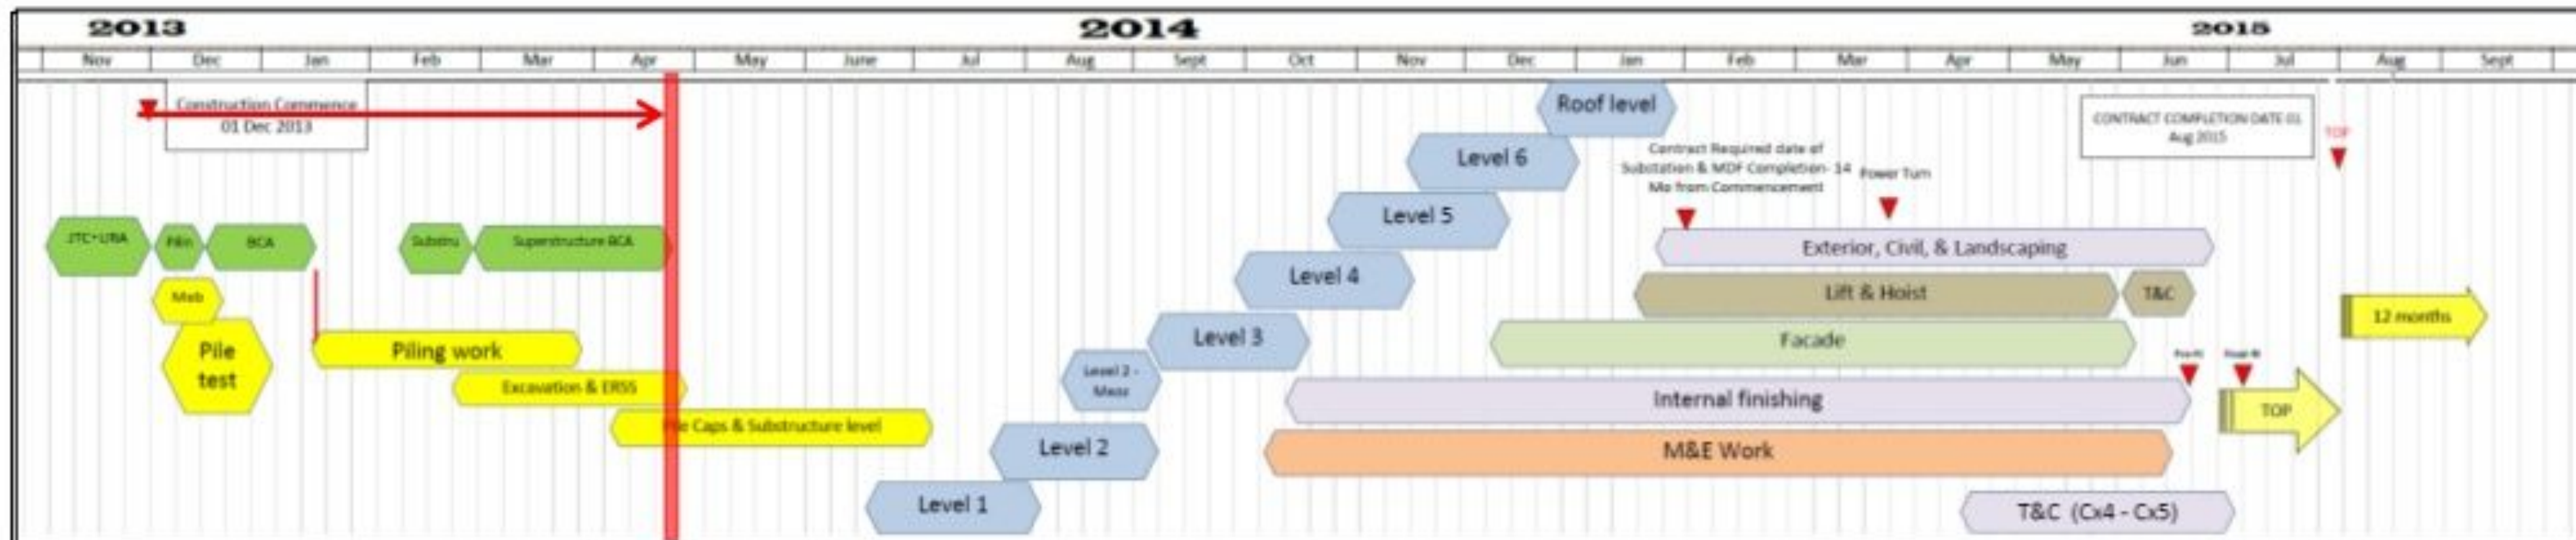 2013
2014
2015
Nov Dec Jan Feb Mar Apr May June Jul Aug Sept Oct Nov Dec Jan Feb Mar Apr May Jun Jul Aug Sept
Construction Commence
01 Dec 2013
Roof level
CONTRACT COMPLETION DATE 01
Aug 2015
TOP
Level 6
Contract Required date of
Substation & MDF Completion- 14
Mo from Commencement
Power Turn
Level 5
JTC+URA
Pilin
BCA
Substru
Superstructure BCA
Exterior, Civil, & Landscaping
Level 4
Mob
Lift & Hoist
T&C
12 months
Level 3
Facade
Pile
test
Piling work
Level 2 -
Mezz
Excavation & ERSS
Internal finishing
TOP
Caps & Substructure level
Level 2
M&E Work
Level 1
T&C (Cx4 - Cx5)